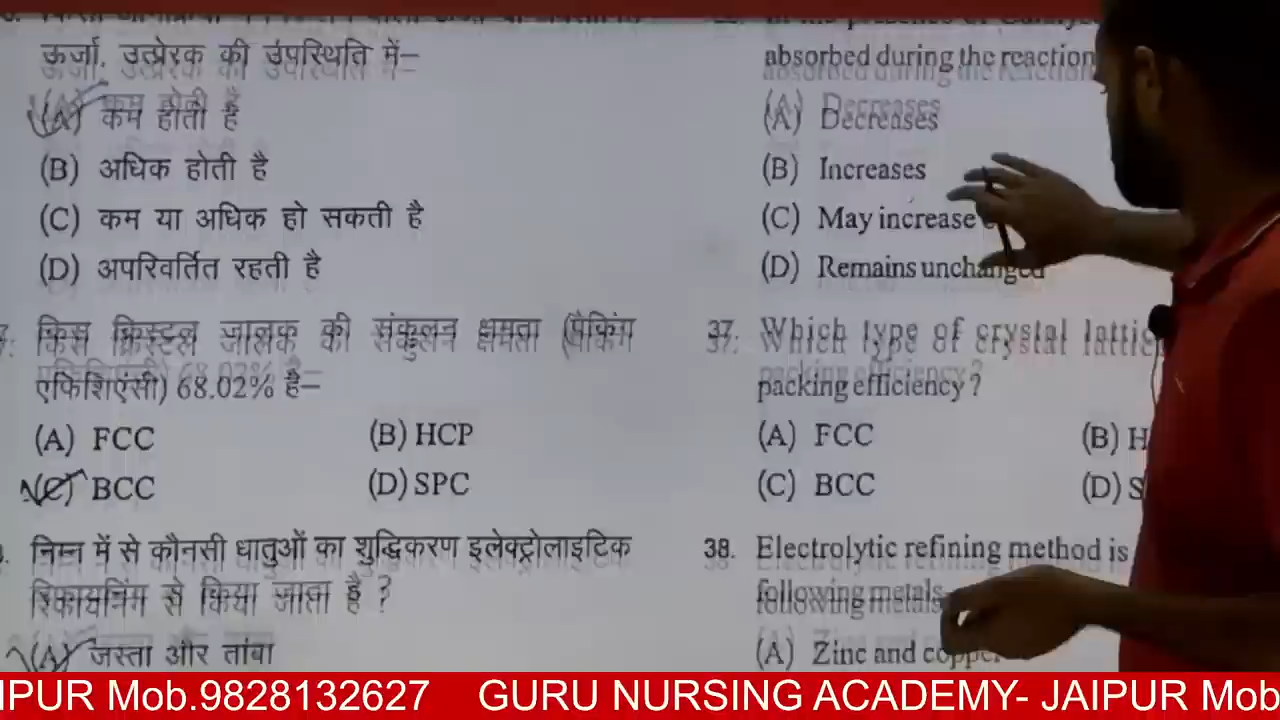 ऊर्जा, उत्प्रेरक की उपस्थिति में–
(A) कम होती है
(B) अधिक होती है
(C) कम या अधिक हो सकती है
(D) अपरिवर्तित रहती है
किस क्रिस्टल जालक की संकुलन क्षमता (पैकिंग
एफिशिएंसी) 68.02% है–
(A) FCC
(B) HCP
(C) BCC
(D) SPC
निम्न में से कौनसी धातुओं का शुद्धिकरण इलेक्ट्रोलाइटिक
रिफायनिंग से किया जाता है ?
(A) जस्ता और तांबा
absorbed during the reaction
(A) Decreases
(B) Increases
(C) May increase
(D) Remains unchanged
37. Which type of crystal
packing efficiency ?
(A) FCC
(B) H
(C) BCC
(D) S
38. Electrolytic refining method is
following metals
(A) Zinc and copper
IPUR Mob.9828132627 GURU NURSING ACADEMY- JAIPUR Mob